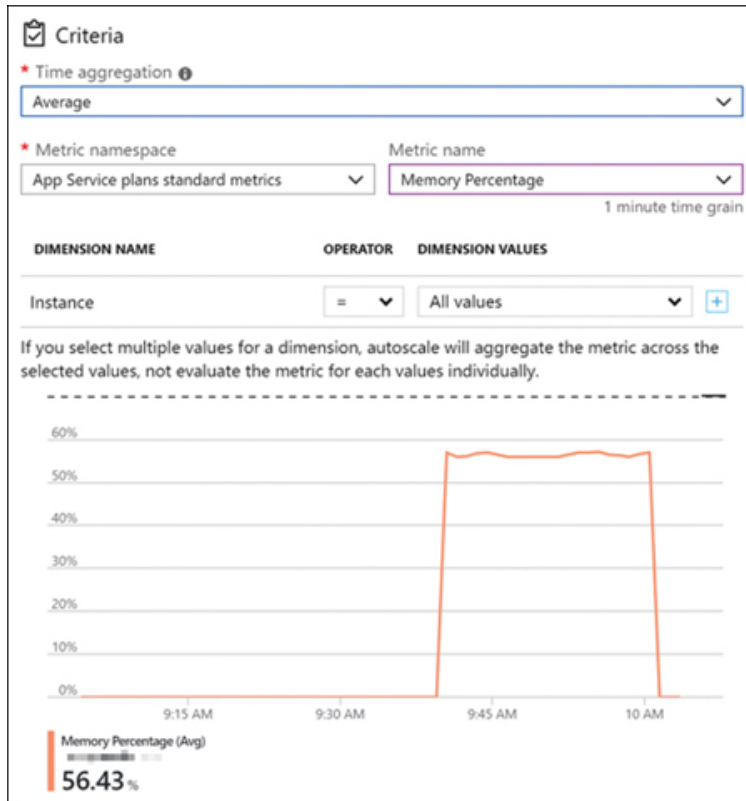 Criteria
* Time aggregation
Average
* Metric namespace
Metric name
App Service plans standard metrics
Memory Percentage
1 minute time grain
DIMENSION NAME OPERATOR DIMENSION VALUES
Instance = All values
If you select multiple values for a dimension, autoscale will aggregate the metric across the
selected values, not evaluate the metric for each values individually.
60%
50%
40%
30%
20%
10%
0%
9:15 AM 9:30 AM 9:45 AM 10 AM
Memory Percentage (Avg)
56.43 %